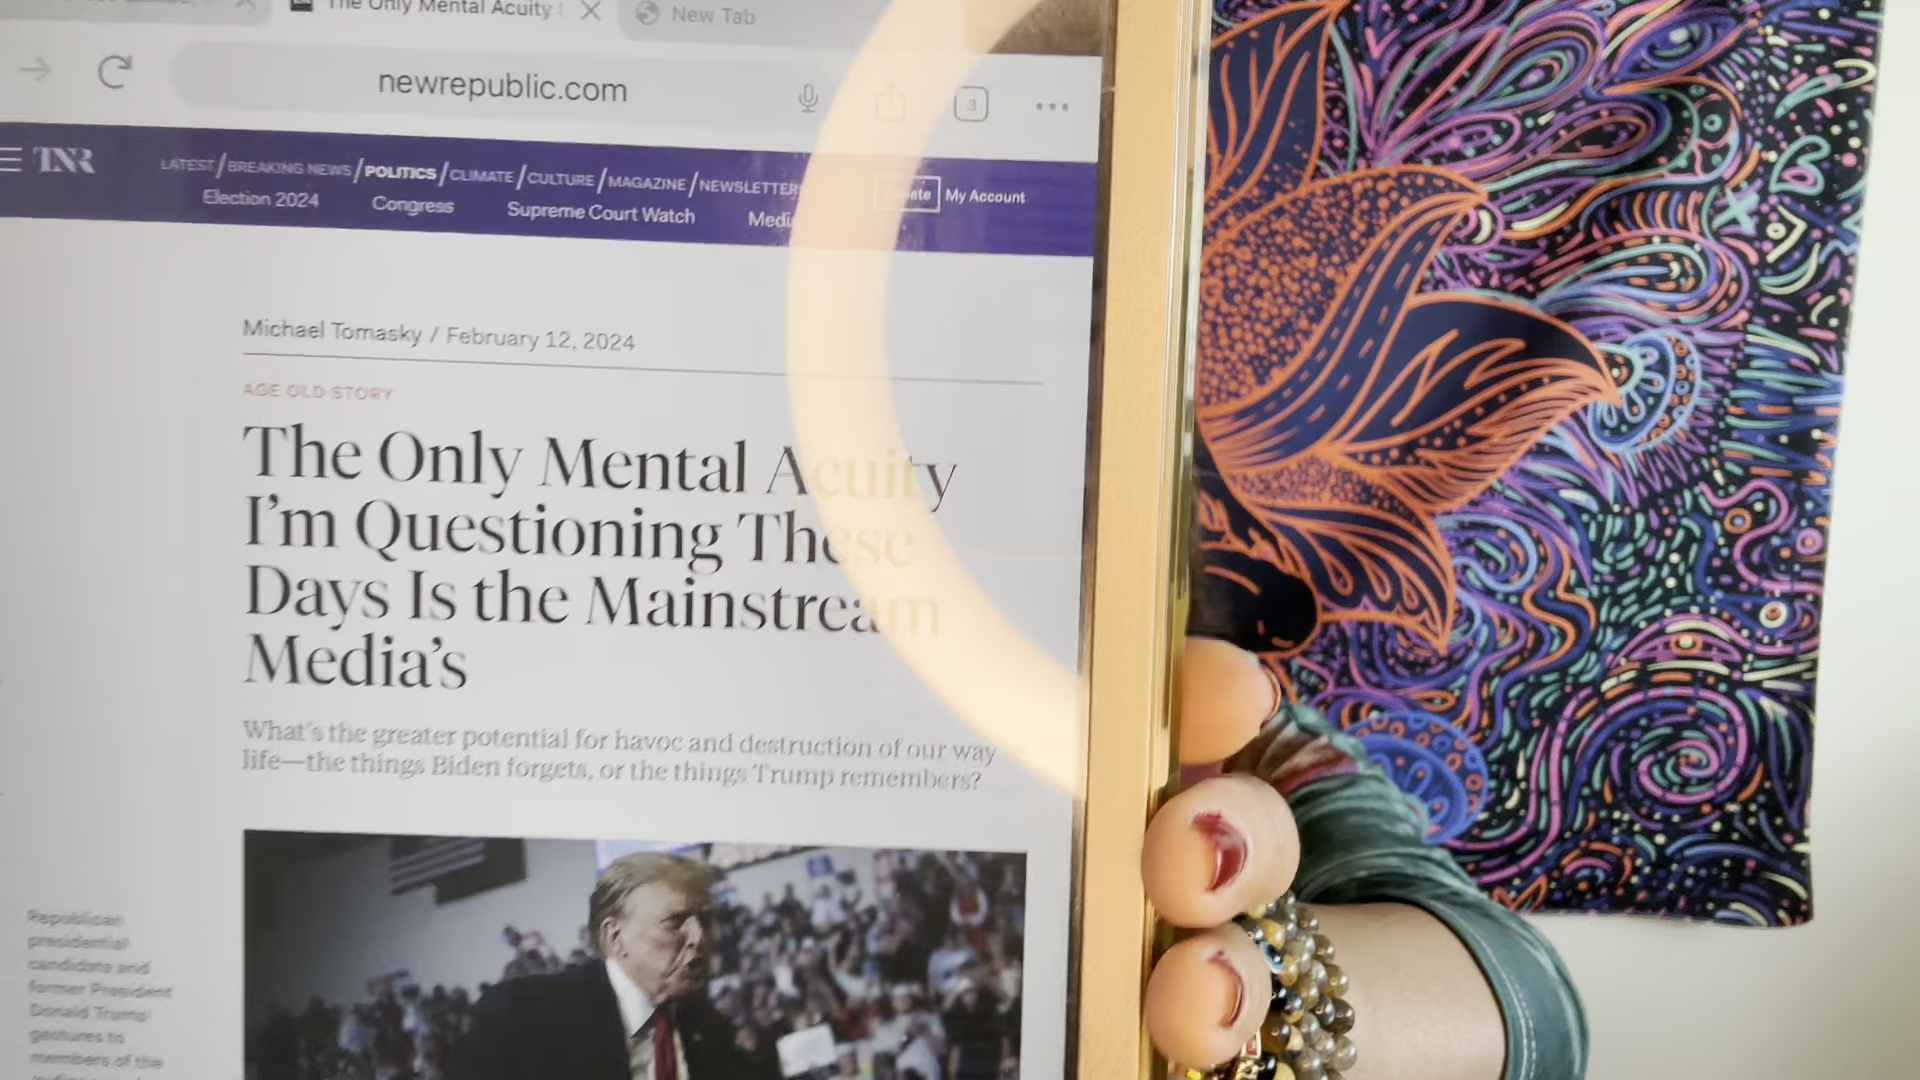 The Only Mental Acuity
New Tab
newrepublic.com
3
TNR
LATEST / BREAKING NEWS / POLITICS / CLIMATE / CULTURE / MAGAZINE / NEWSLETTER
My Account
Election 2024 Congress Supreme Court Watch
Michael Tomasky / February 12, 2024
AGE OLD STORY
The Only Mental Acuity
I'm Questioning These
Days Is the Mainstream
Media's
What's the greater potential for havoc and destruction of our way
life—the things Biden forgets, or the things Trump remembers?
Republican
presidential
candidate and
former President
Donald Trump
gestures to
members of the